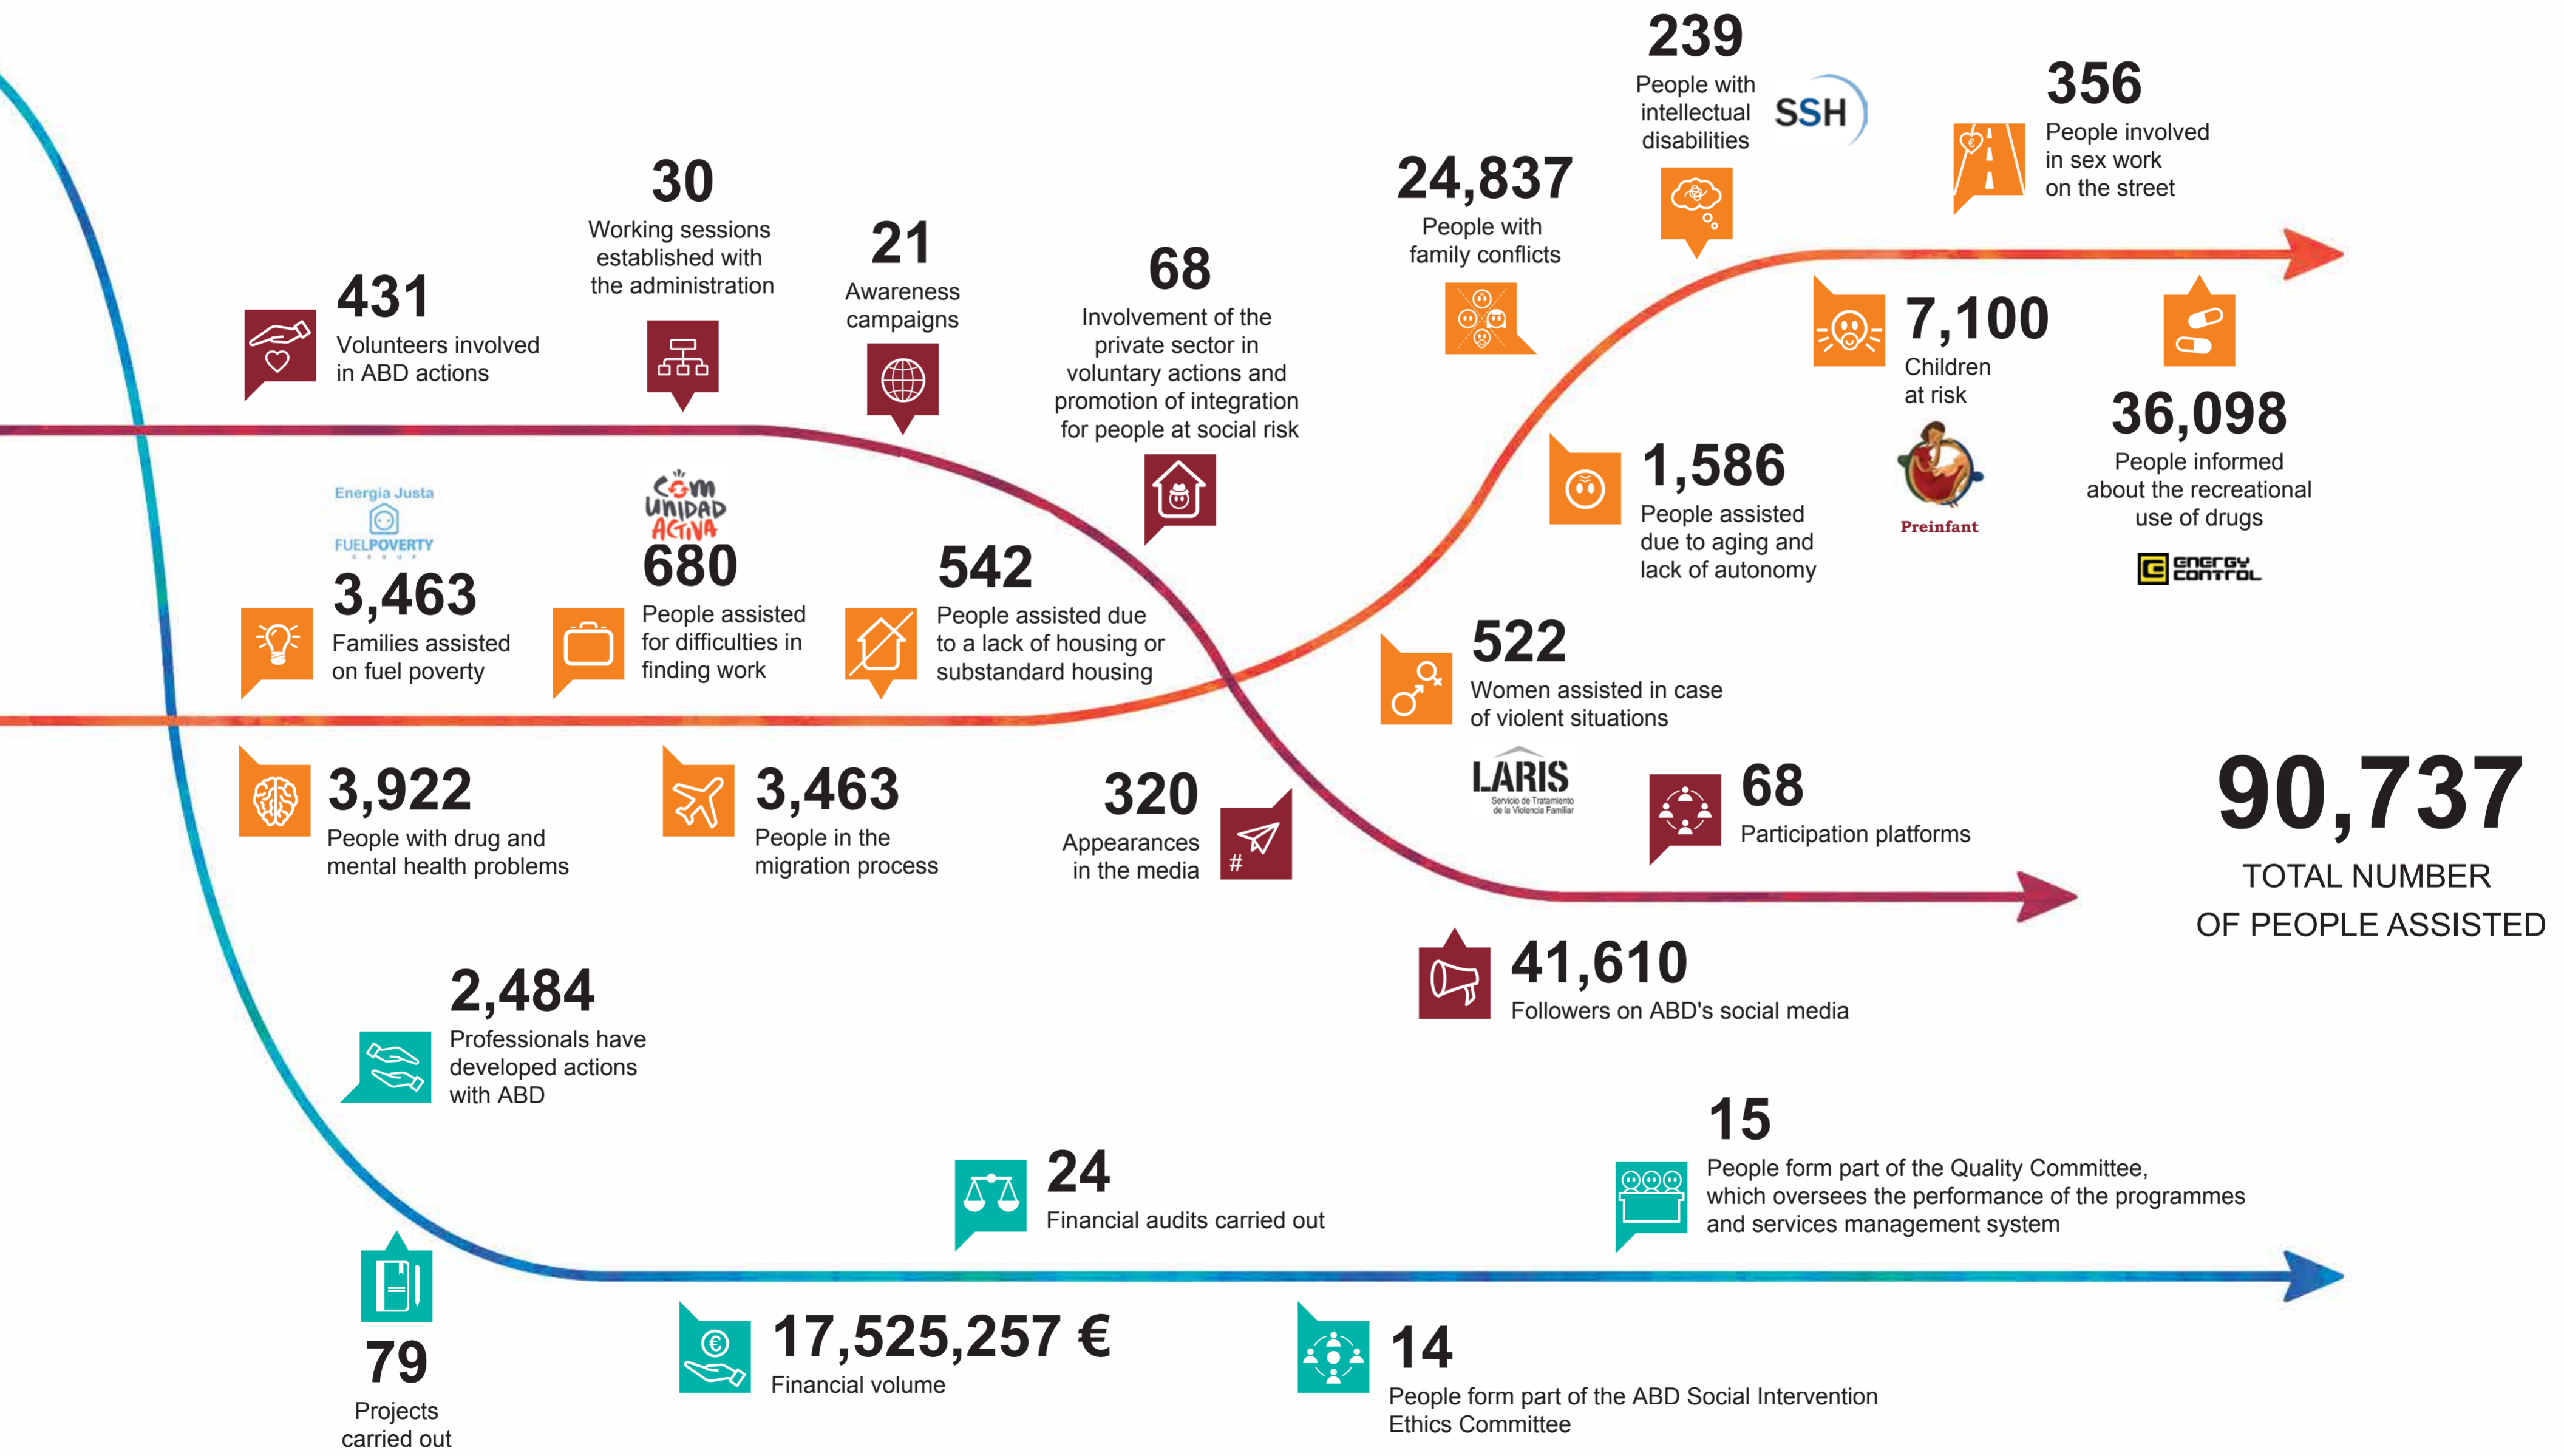 239
People with
intellectual
disabilities
SSH
356
People involved
in sex work
on the street
30
Working sessions
established with
the administration
24,837
People with
family conflicts
21
Awareness
campaigns
68
Involvement of the
private sector in
voluntary actions and
promotion of integration
for people at social risk
431
Volunteers involved
in ABD actions
7,100
Children
at risk
Preinfant
36,098
People informed
about the recreational
use of drugs
ENERGY
CONTROL
1,586
People assisted
due to aging and
lack of autonomy
Energía Justa
FUELPOVERTY
GROUP
3,463
Families assisted
on fuel poverty
COM
UNIDAD
ACTIVA
680
People assisted
for difficulties in
finding work
542
People assisted due
to a lack of housing or
substandard housing
522
Women assisted in case
of violent situations
LARIS
Servicio de Tratamiento
de la Violencia Familiar
3,922
People with drug and
mental health problems
3,463
People in the
migration process
320
Appearances
in the media
#
68
Participation platforms
90,737
TOTAL NUMBER
OF PEOPLE ASSISTED
41,610
Followers on ABD's social media
2,484
Professionals have
developed actions
with ABD
24
Financial audits carried out
15
People form part of the Quality Committee,
which oversees the performance of the programmes
and services management system
79
Projects
carried out
€
17,525,257 €
Financial volume
14
People form part of the ABD Social Intervention
Ethics Committee